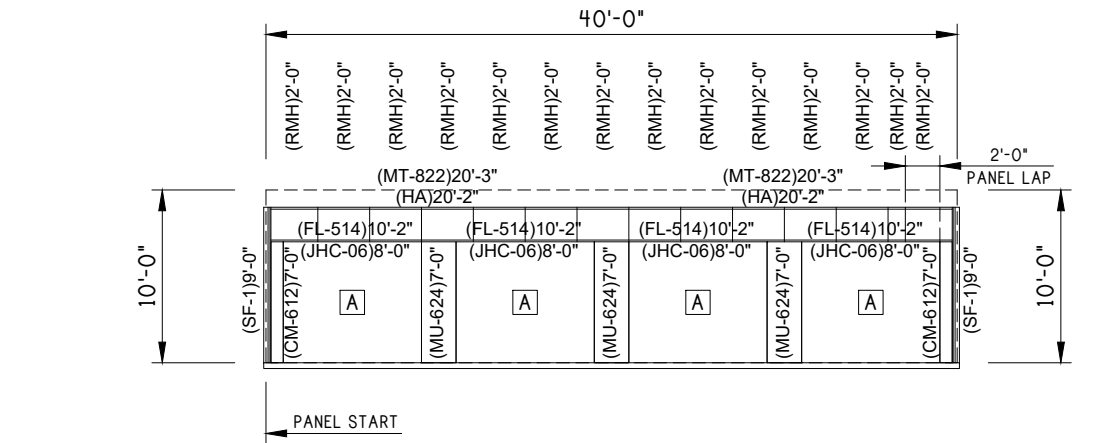 40'-0"
(RMH)2'-0"
(RMH)2'-0"
(RMH)2'-0"
(RMH)2'-0"
(RMH)2'-0"
(RMH)2'-0"
(RMH)2'-0"
(RMH)2'-0"
(RMH)2'-0"
(RMH)2'-0"
(RMH)2'-0"
(RMH)2'-0"
(RMH)2'-0"
2'-0"
PANEL LAP
(MT-822)20'-3"
(MT-822)20'-3"
(HA)20'-2"
(HA)20'-2"
(FL-514)10'-2"
(FL-514)10'-2"
(FL-514)10'-2"
(FL-514)10'-2"
(JHC-06)8'-0"
(JHC-06)8'-0"
(JHC-06)8'-0"
(JHC-06)8'-0"
10'-0"
(SF-1)9'-0"
(CM-612)7'-0"
A
(MU-624)7'-0"
A
(MU-624)7'-0"
A
(MU-624)7'-0"
A
(CM-612)7'-0"
(SF-1)9'-0"
10'-0"
PANEL START